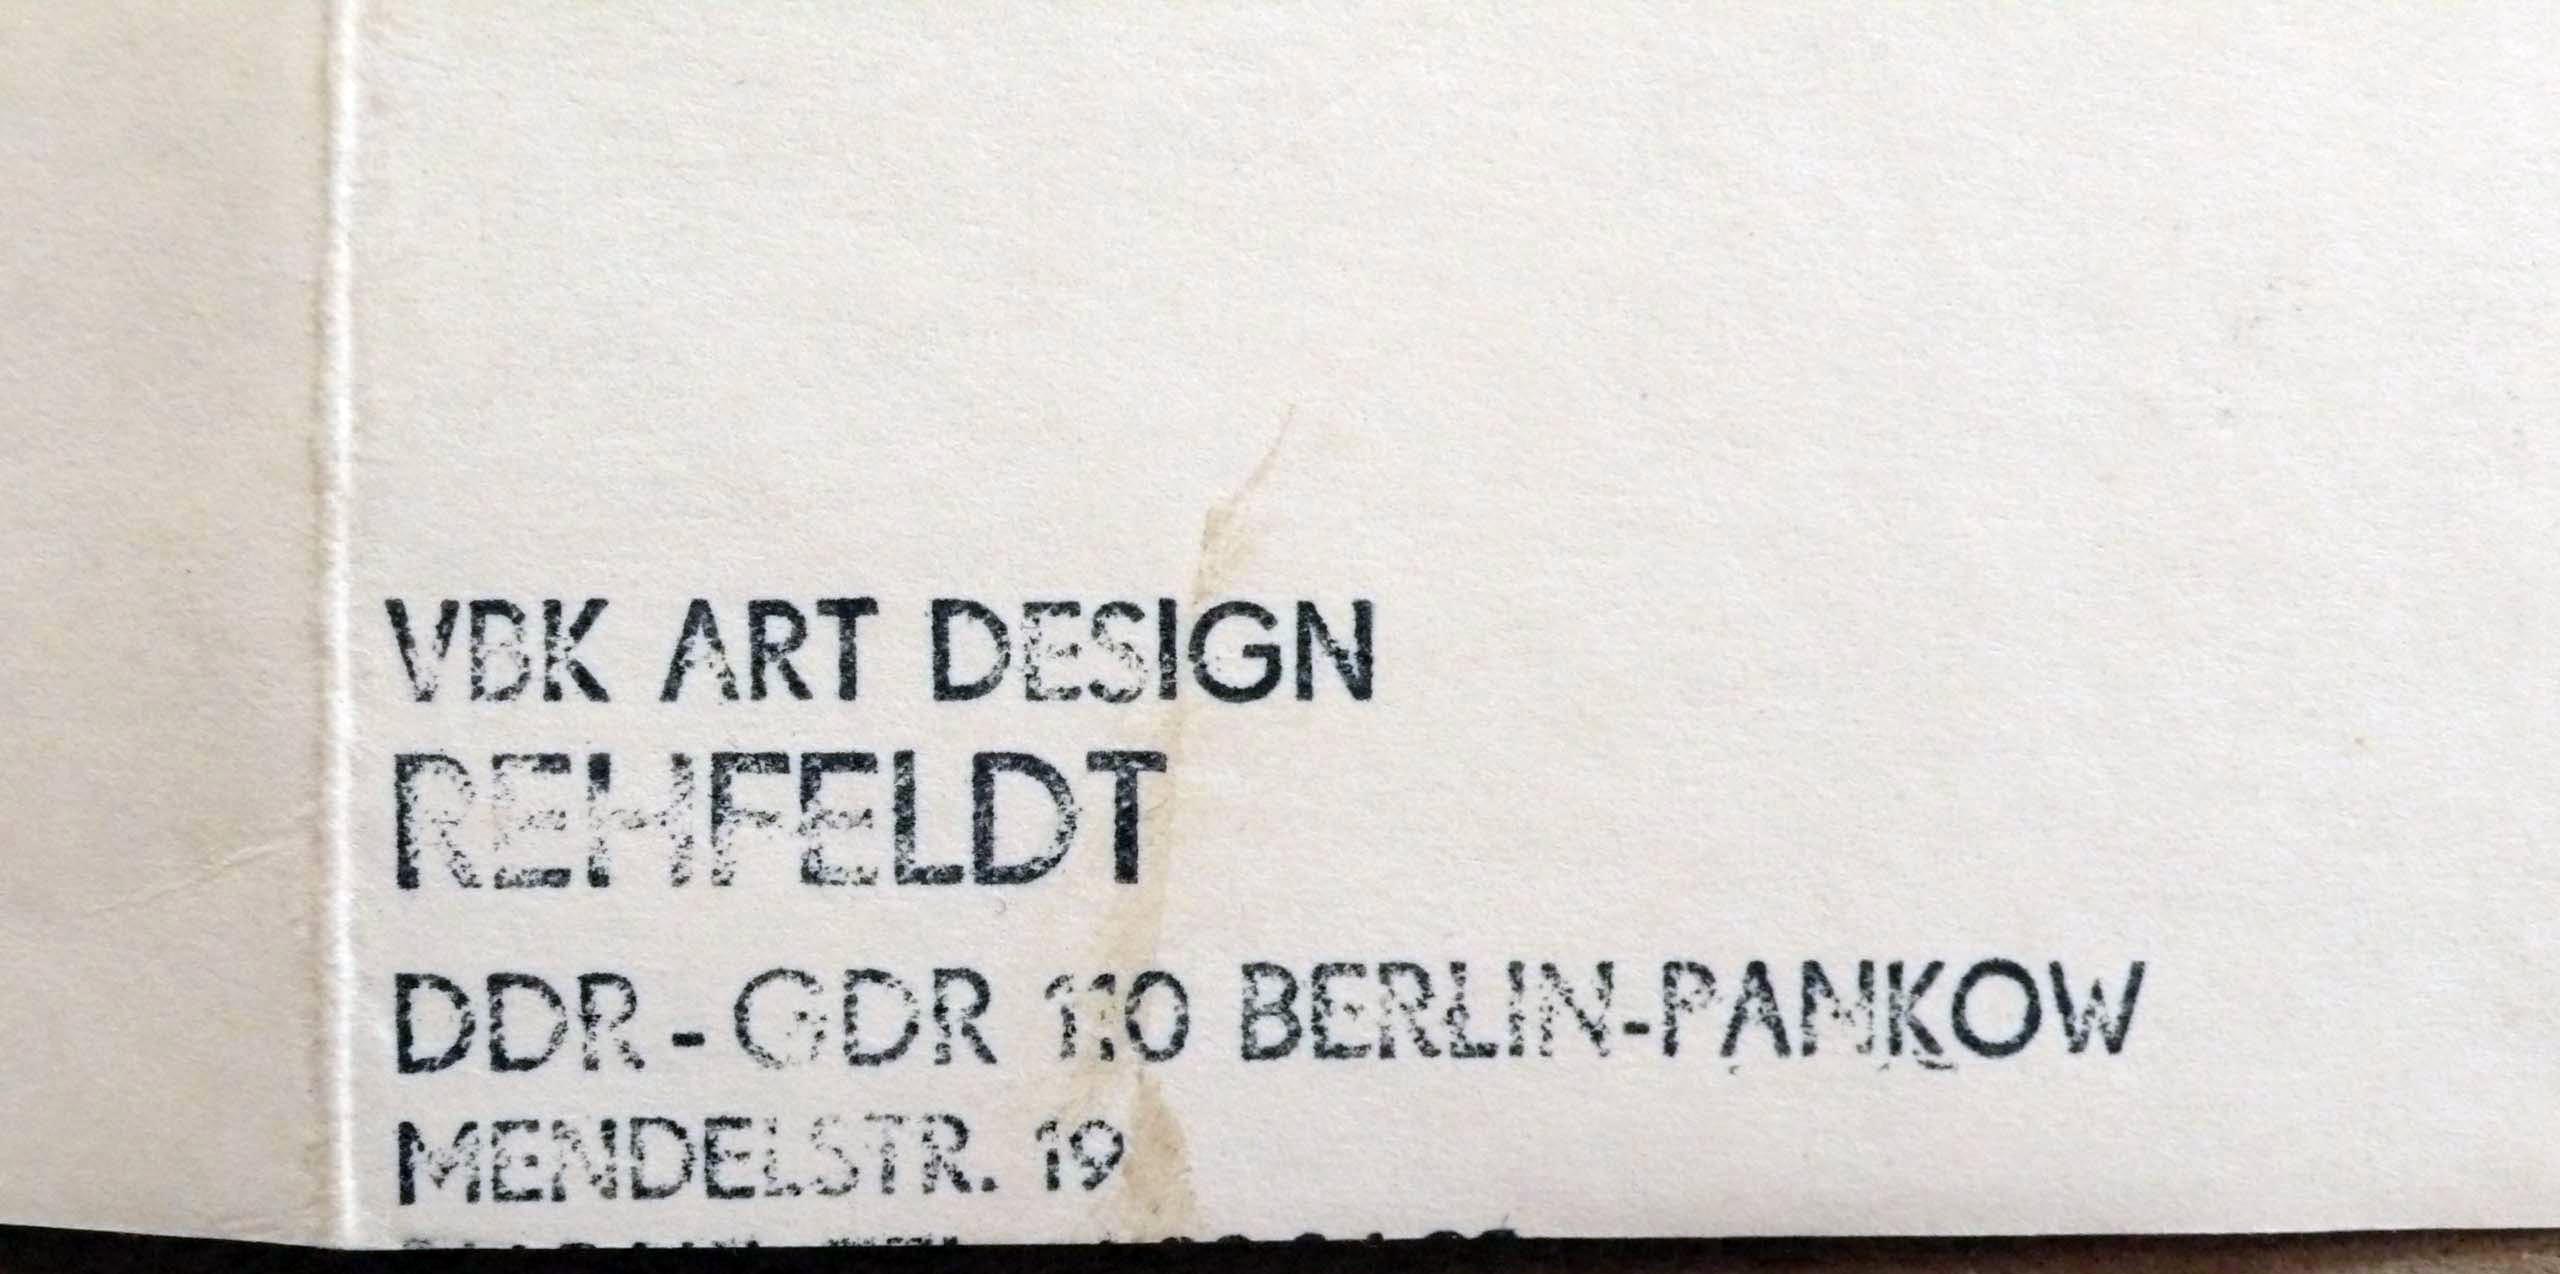 VBK ART DESIGN
REHFELDT
DDR - GDR 110 BERLIN-PANKOW
MENDELSTR. 19